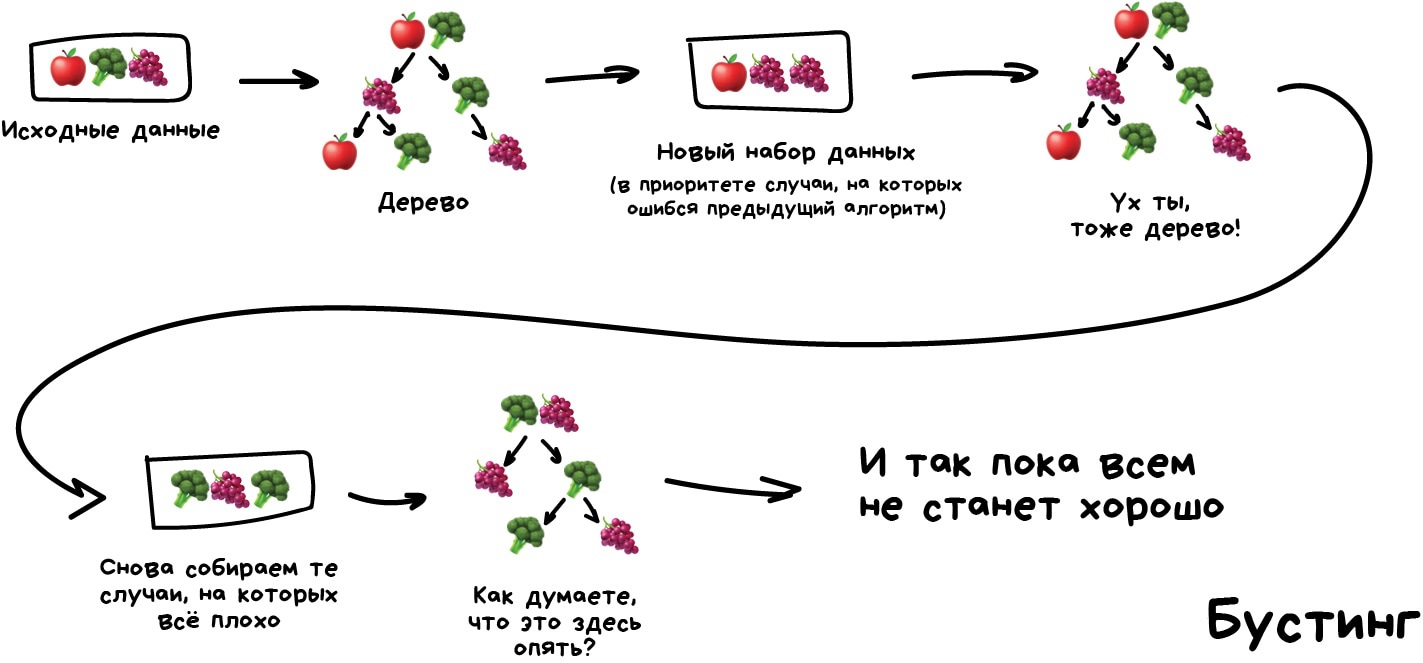 Исходные данные
Дерево
Новый набор данных
(в приоритете случаи, на которых
ошибся предыдущий алгоритм)
Ух ты,
тоже дерево!
Снова собираем те
случаи, на которых
всё плохо
Как думаете,
что это здесь
опять?
И так пока всем
не станет хорошо
Бустинг